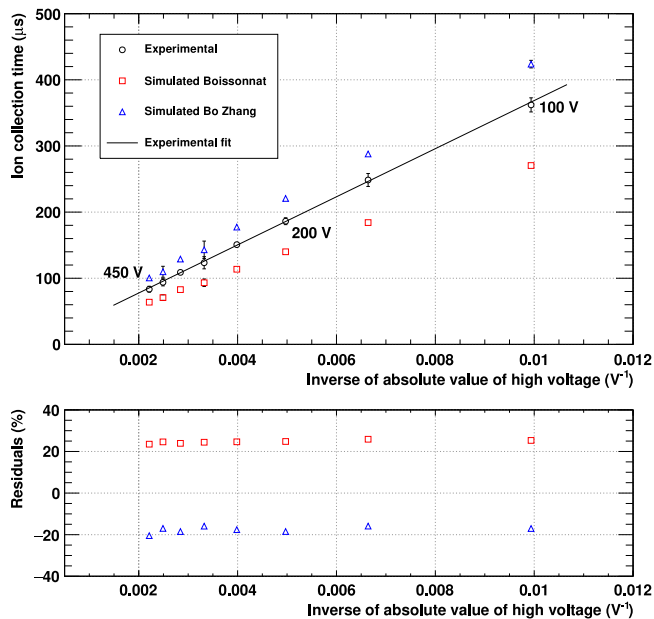 Ion collection time (μs)
500
400
300
200
100
0
Experimental
Simulated Boissonnat
Simulated Bo Zhang
Experimental fit
100 V
200 V
450 V
0.002 0.004 0.006 0.008 0.01 0.012
Inverse of absolute value of high voltage (V⁻¹)
Residuals (%)
40
20
0
−20
−40
0.002 0.004 0.006 0.008 0.01 0.012
Inverse of absolute value of high voltage (V⁻¹)